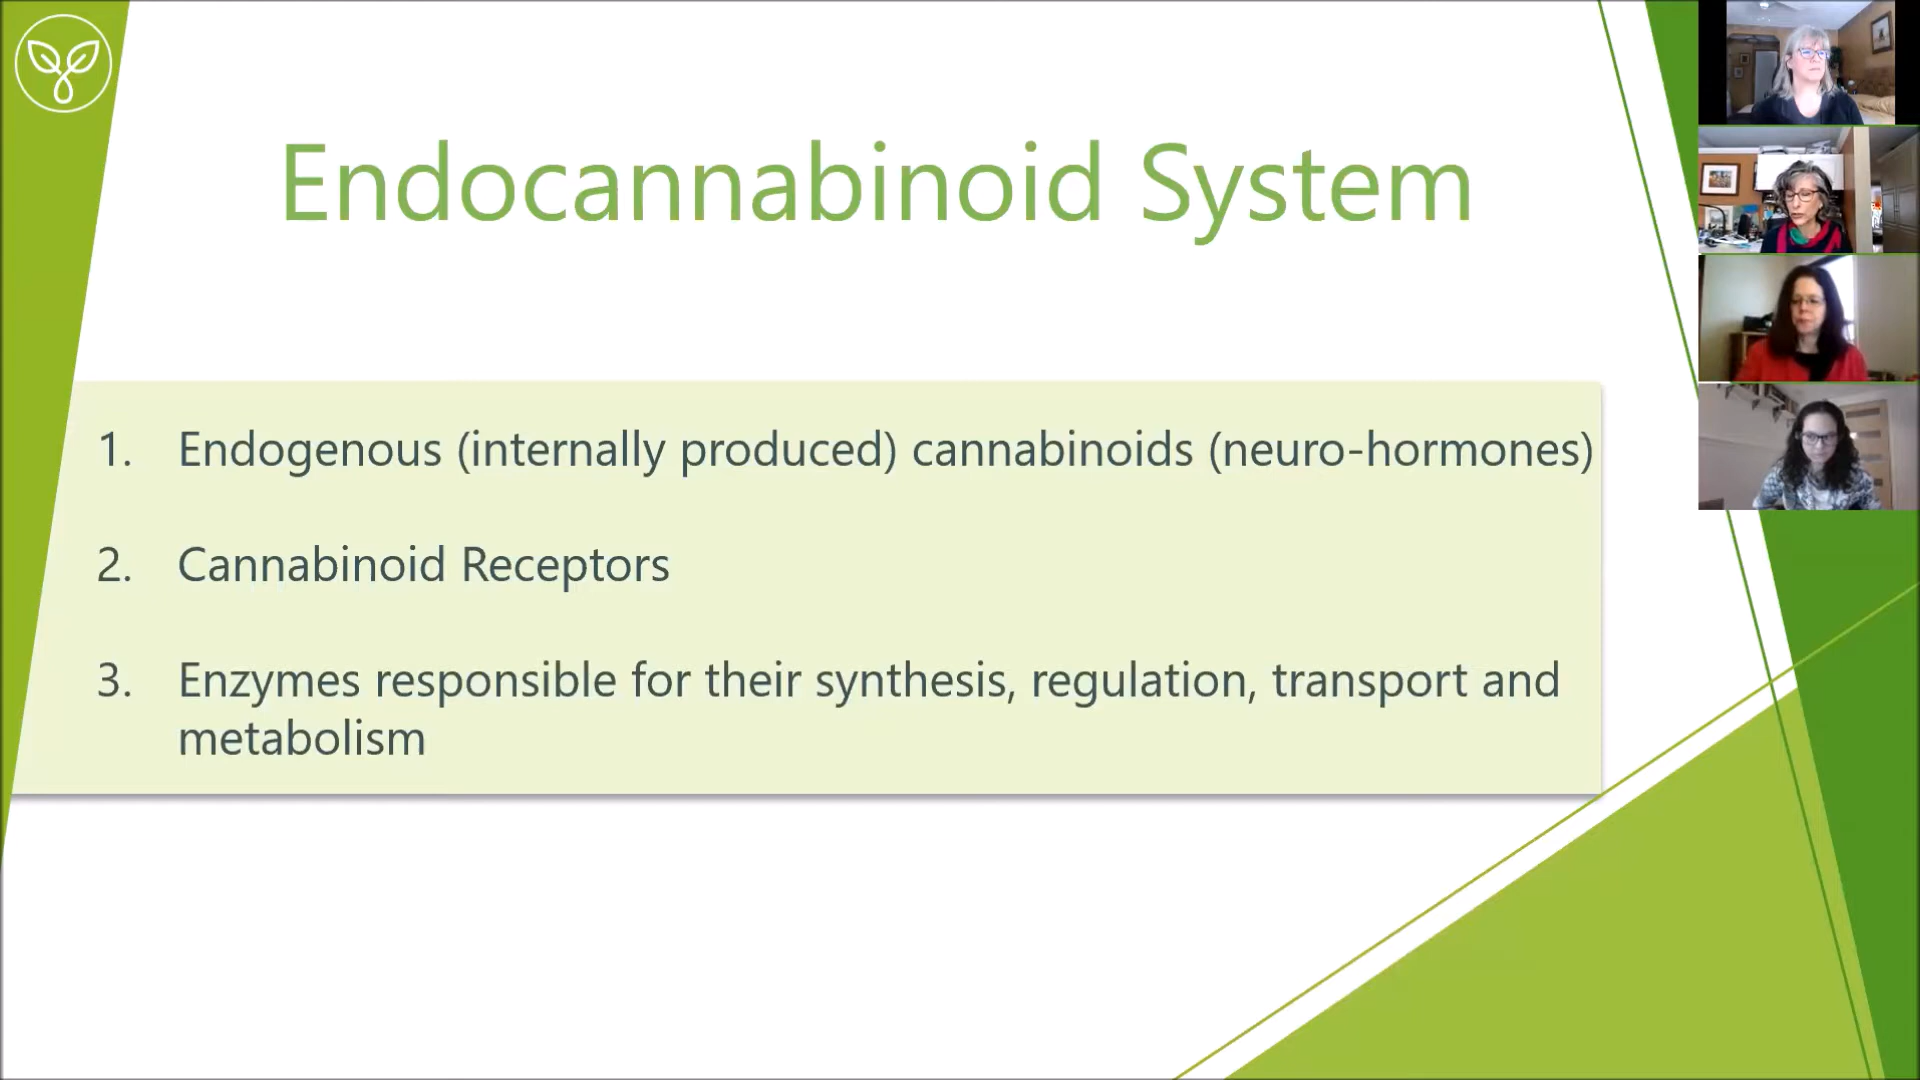 Endocannabinoid System
1. Endogenous (internally produced) cannabinoids (neuro-hormones)
2. Cannabinoid Receptors
3. Enzymes responsible for their synthesis, regulation, transport and
metabolism